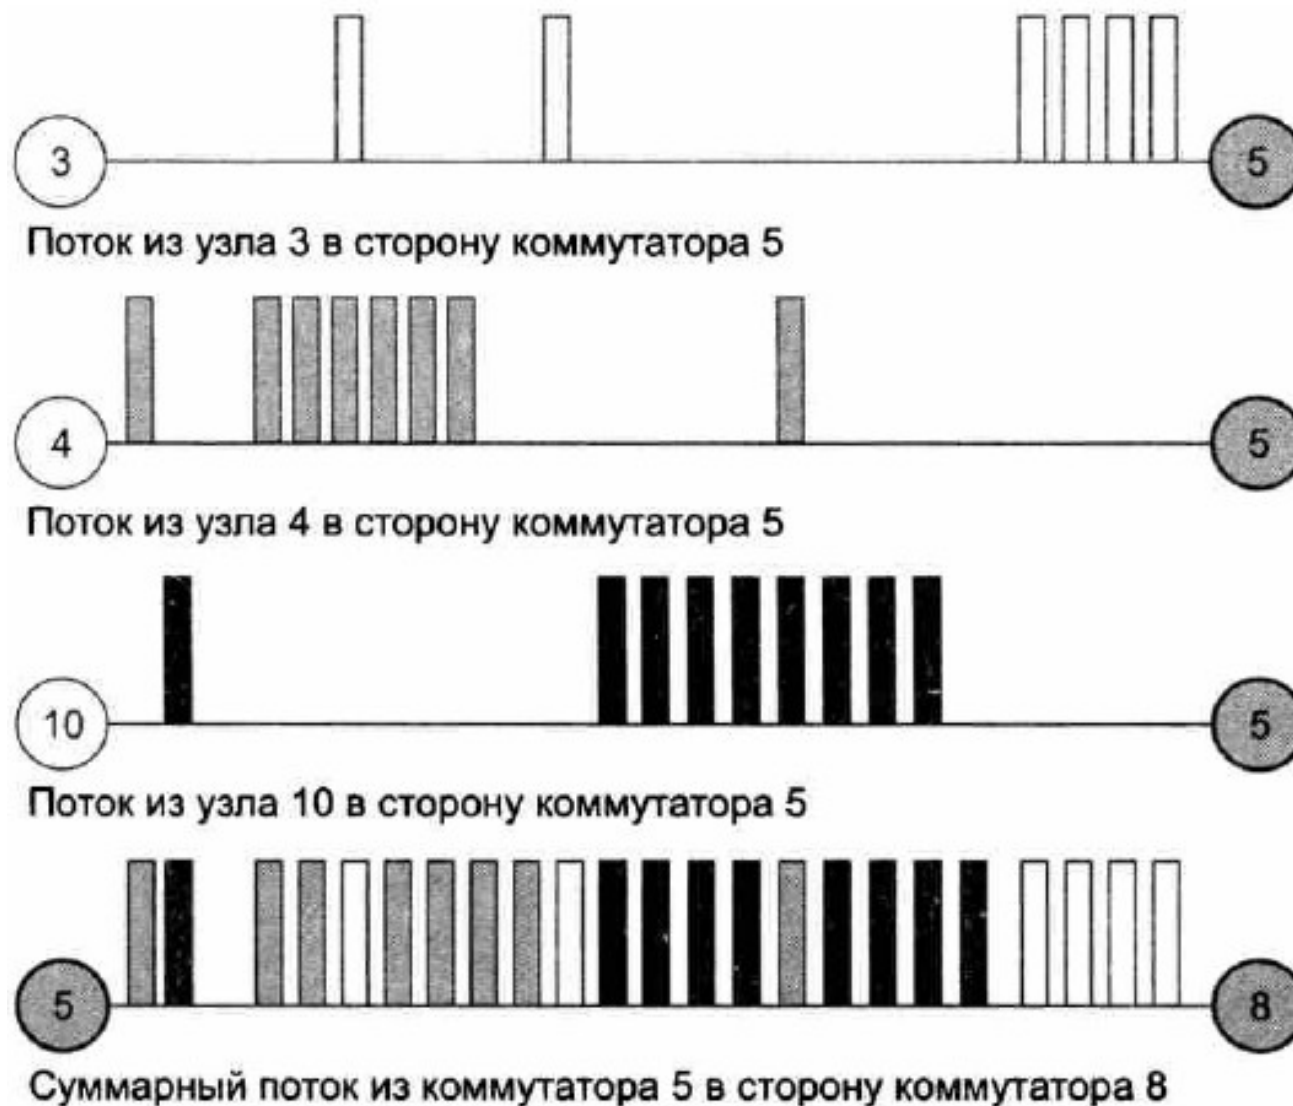 3 5
Поток из узла 3 в сторону коммутатора 5
4 5
Поток из узла 4 в сторону коммутатора 5
10 5
Поток из узла 10 в сторону коммутатора 5
5 8
Суммарный поток из коммутатора 5 в сторону коммутатора 8